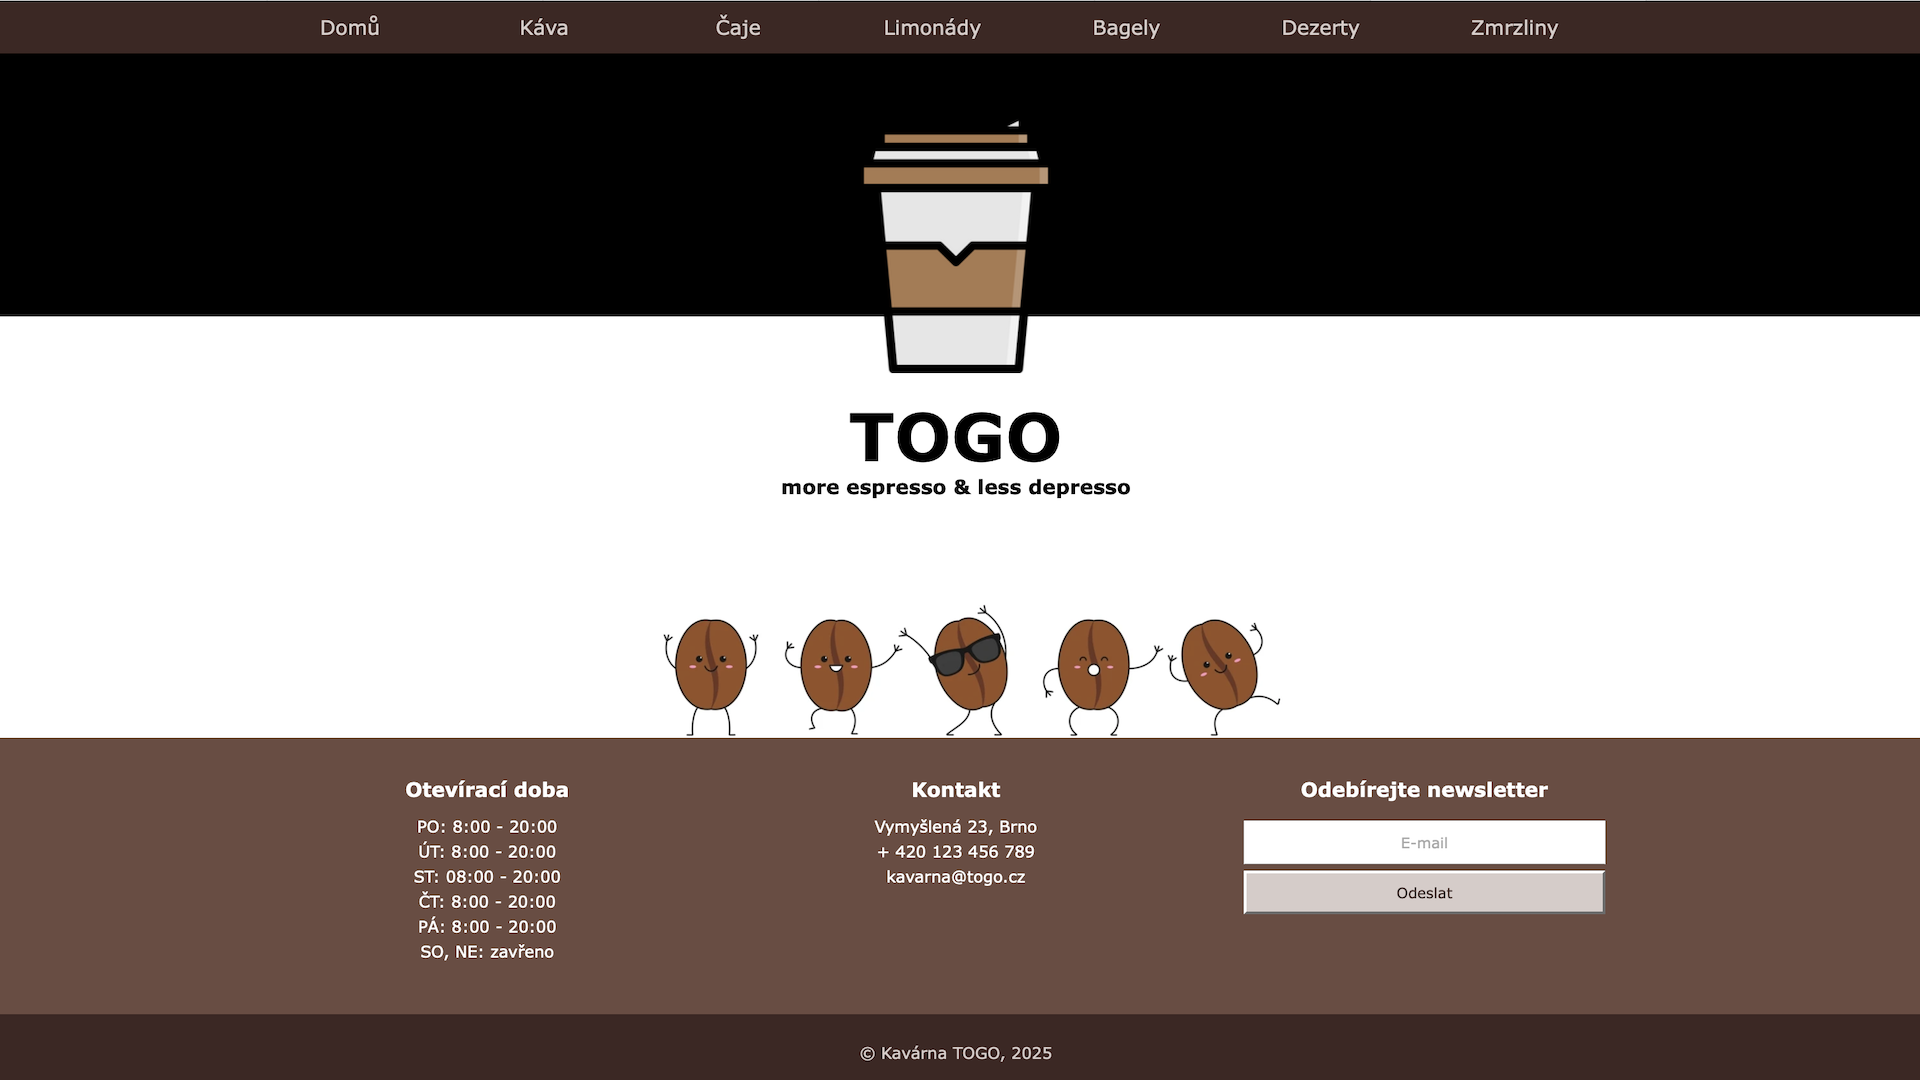 Domů Káva Čaje Limonády Bagely Dezerty Zmrzliny
TOGO
more espresso & less depresso
Otevírací doba
PO: 8:00 - 20:00
ÚT: 8:00 - 20:00
ST: 08:00 - 20:00
ČT: 8:00 - 20:00
PÁ: 8:00 - 20:00
SO, NE: zavřeno
Kontakt
Vymyšlená 23, Brno
+ 420 123 456 789
kavarna@togo.cz
Odebírejte newsletter
E-mail
Odeslat
© Kavárna TOGO, 2025